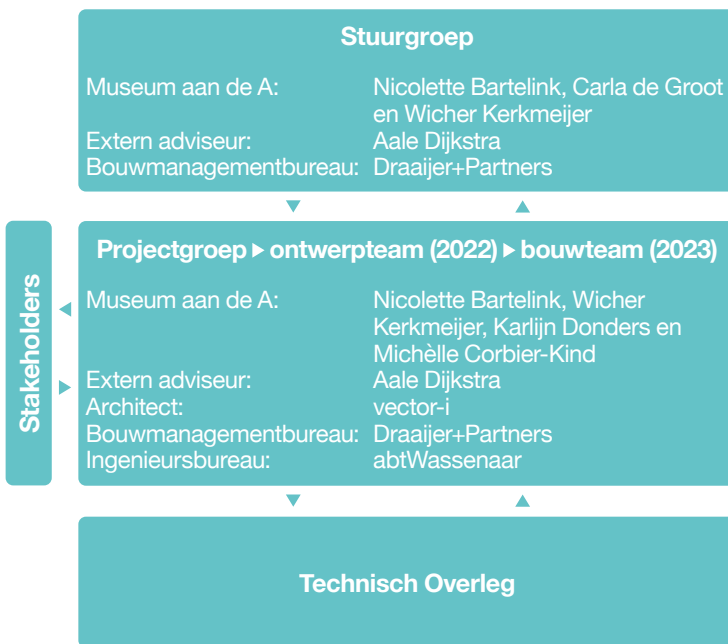 Stuurgroep
Museum aan de A: Nicolette Bartelink, Carla de Groot
en Wicher Kerkmeijer
Extern adviseur: Aale Dijkstra
Bouwmanagementbureau: Draaijer+Partners
Stakeholders
Projectgroep ▸ ontwerpteam (2022) ▸ bouwteam (2023)
Museum aan de A: Nicolette Bartelink, Wicher
Kerkmeijer, Karlijn Donders en
Michèlle Corbier-Kind
Extern adviseur: Aale Dijkstra
Architect: vector-i
Bouwmanagementbureau: Draaijer+Partners
Ingenieursbureau: abtWassenaar
Technisch Overleg